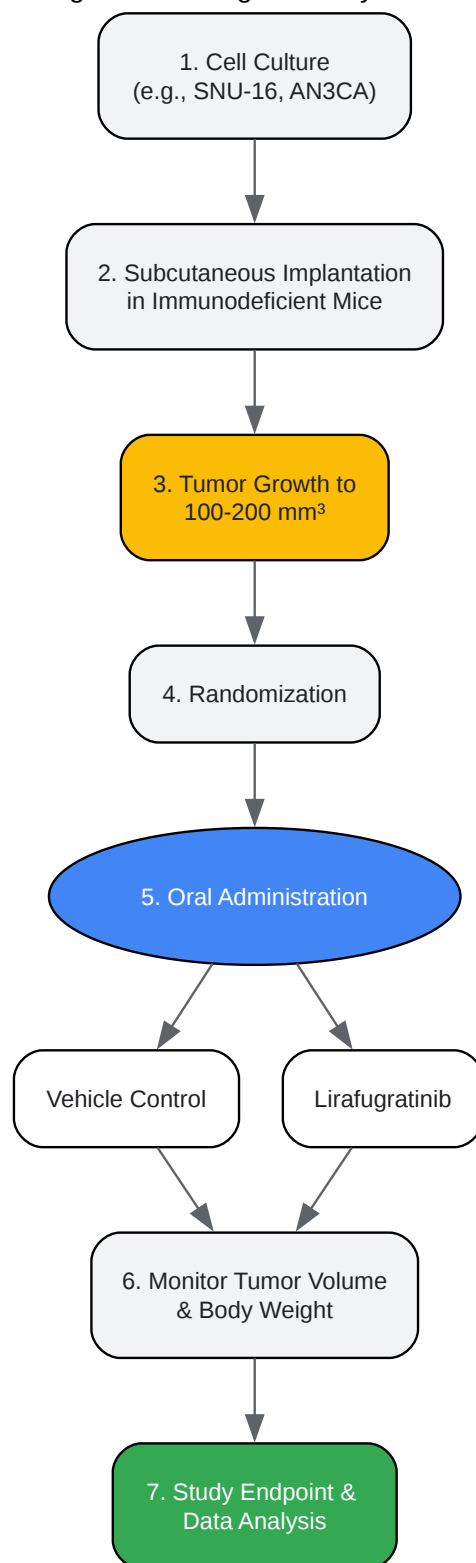 1. Cell Culture
(e.g., SNU-16, AN3CA)
2. Subcutaneous Implantation
in Immunodeficient Mice
3. Tumor Growth to
100-200 mm³
4. Randomization
5. Oral Administration
Vehicle Control
Lirafugratinib
6. Monitor Tumor Volume
& Body Weight
7. Study Endpoint &
Data Analysis